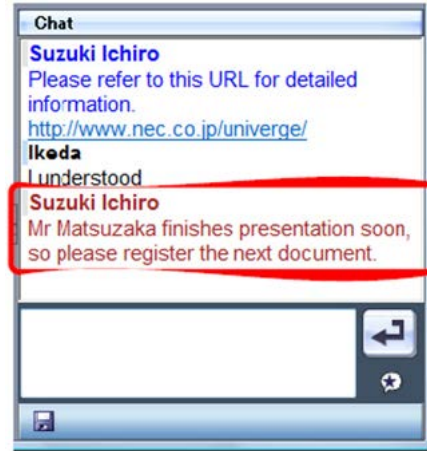 Chat
Suzuki Ichiro
Please refer to this URL for detailed
information.
http://www.nec.co.jp/univerge/
Ikeda
I understood
Suzuki Ichiro
Mr Matsuzaka finishes presentation soon,
so please register the next document.